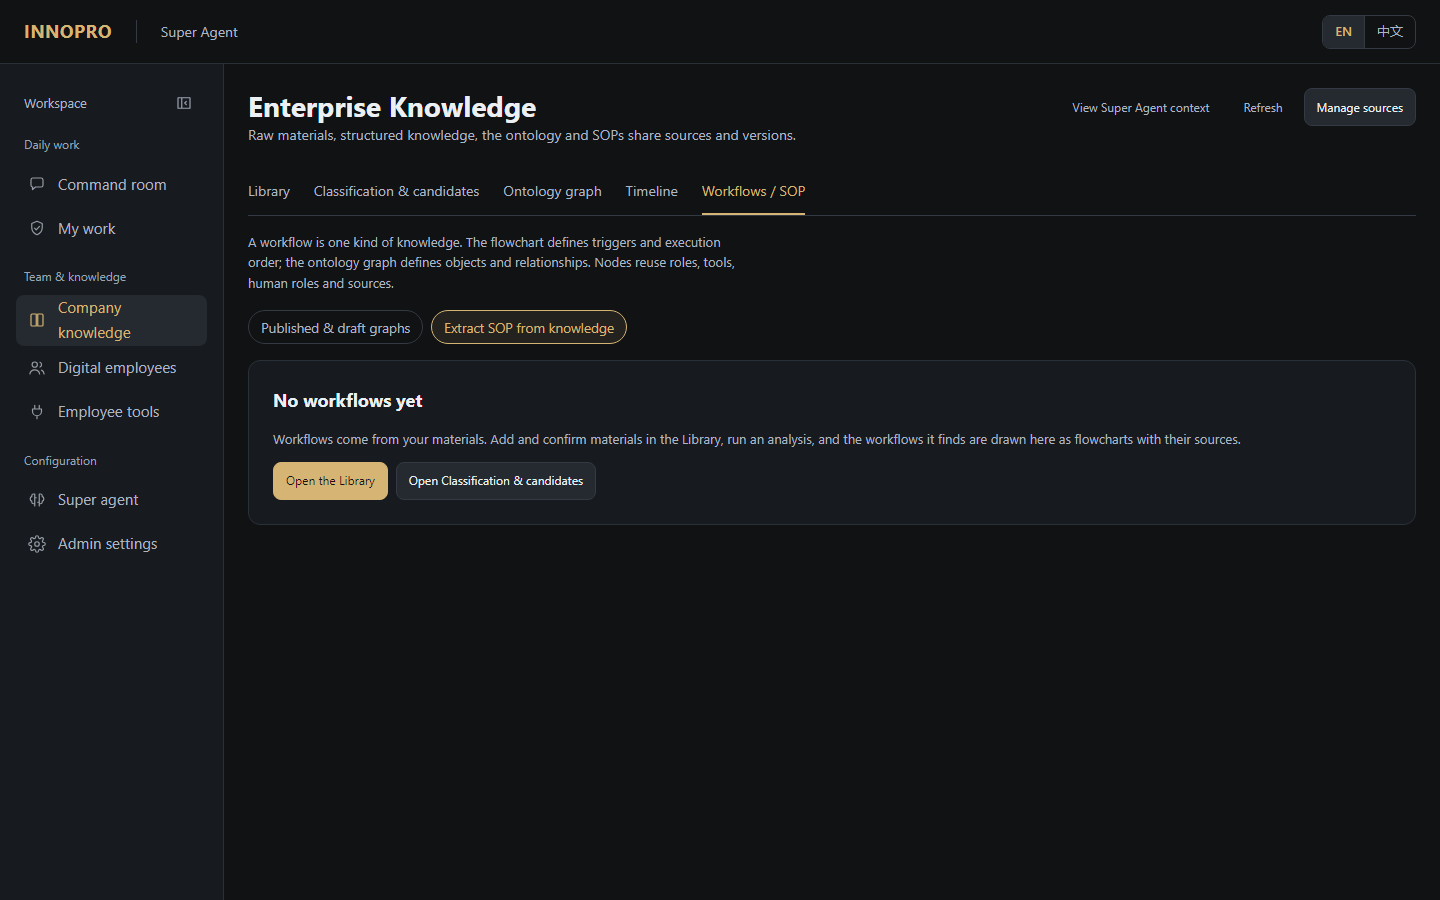 INNOPRO
Super Agent
EN
中文
Workspace
Daily work
Command room
My work
Team & knowledge
Company
knowledge
Digital employees
Employee tools
Configuration
Super agent
Admin settings
Enterprise Knowledge
Raw materials, structured knowledge, the ontology and SOPs share sources and versions.
View Super Agent context
Refresh
Manage sources
Library
Classification & candidates
Ontology graph
Timeline
Workflows / SOP
A workflow is one kind of knowledge. The flowchart defines triggers and execution
order; the ontology graph defines objects and relationships. Nodes reuse roles, tools,
human roles and sources.
Published & draft graphs
Extract SOP from knowledge
No workflows yet
Workflows come from your materials. Add and confirm materials in the Library, run an analysis, and the workflows it finds are drawn here as flowcharts with their sources.
Open the Library
Open Classification & candidates